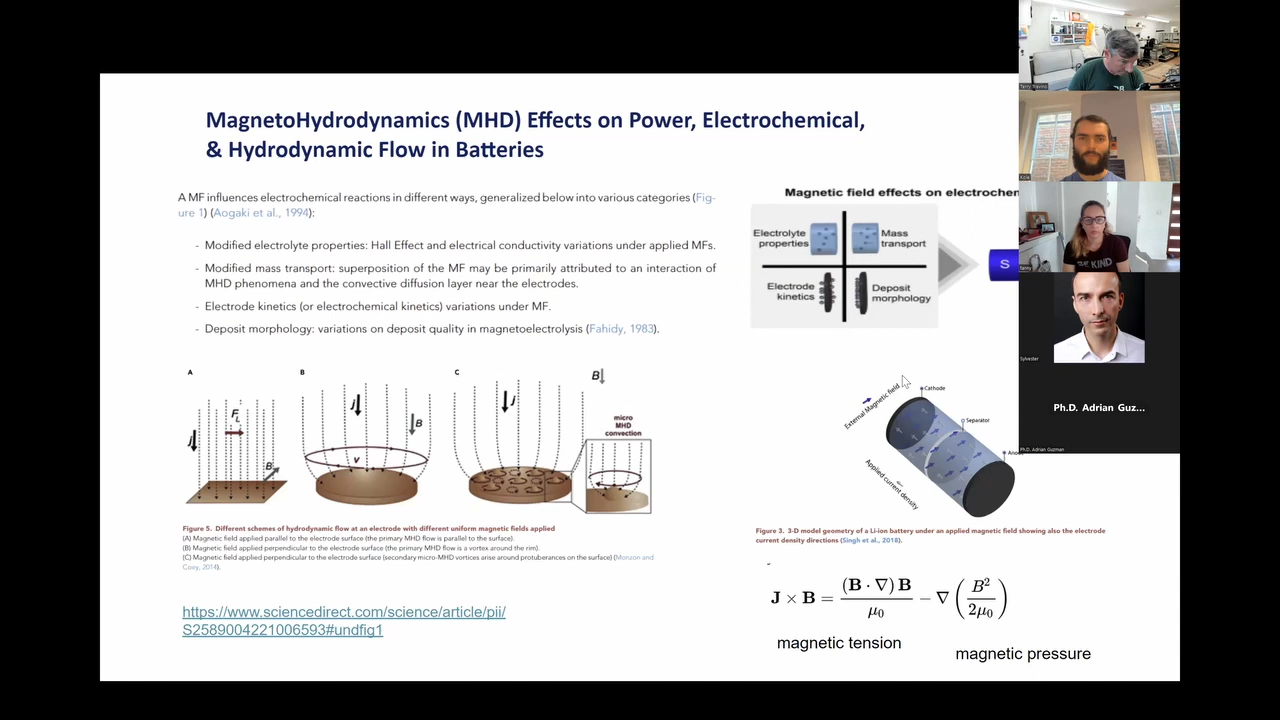 MagnetoHydrodynamics (MHD) Effects on Power, Electrochemical,
& Hydrodynamic Flow in Batteries
A MF influences electrochemical reactions in different ways, generalized below into various categories (Fig-
ure 1) (Aogaki et al., 1994):
- Modified electrolyte properties: Hall Effect and electrical conductivity variations under applied MFs.
- Modified mass transport: superposition of the MF may be primarily attributed to an interaction of
MHD phenomena and the convective diffusion layer near the electrodes.
- Electrode kinetics (or electrochemical kinetics) variations under MF.
- Deposit morphology: variations on deposit quality in magnetoelectrolysis (Fahidy, 1983).
Magnetic field effects on electrochem
Electrolyte
properties
Mass
transport
Electrode
kinetics
Deposit
morphology
S
A
B
C
j
F_L
B
j
B
v
j
B
micro
MHD
convection
Figure 5. Different schemes of hydrodynamic flow at an electrode with different uniform magnetic fields applied
(A) Magnetic field applied parallel to the electrode surface (the primary MHD flow is parallel to the surface).
(B) Magnetic field applied perpendicular to the electrode surface (the primary MHD flow is a vortex around the rim).
(C) Magnetic field applied perpendicular to the electrode surface (secondary micro-MHD vortices arise around protuberances on the surface) (Monzon and
Coey, 2014).
https://www.sciencedirect.com/science/article/pii/
S2589004221006593#undfig1
External Magnetic field
Cathode
Separator
Applied current density
Figure 3. 3-D model geometry of a Li-ion battery under an applied magnetic field showing also the electrode
current density directions (Singh et al., 2018).
-
J × B = (B · ∇) B / μ0 − ∇ (B² / 2μ0)
magnetic tension
magnetic pressure
Sylvester
Ph.D. Adrian Guz...
Ph.D. Adrian Guzman